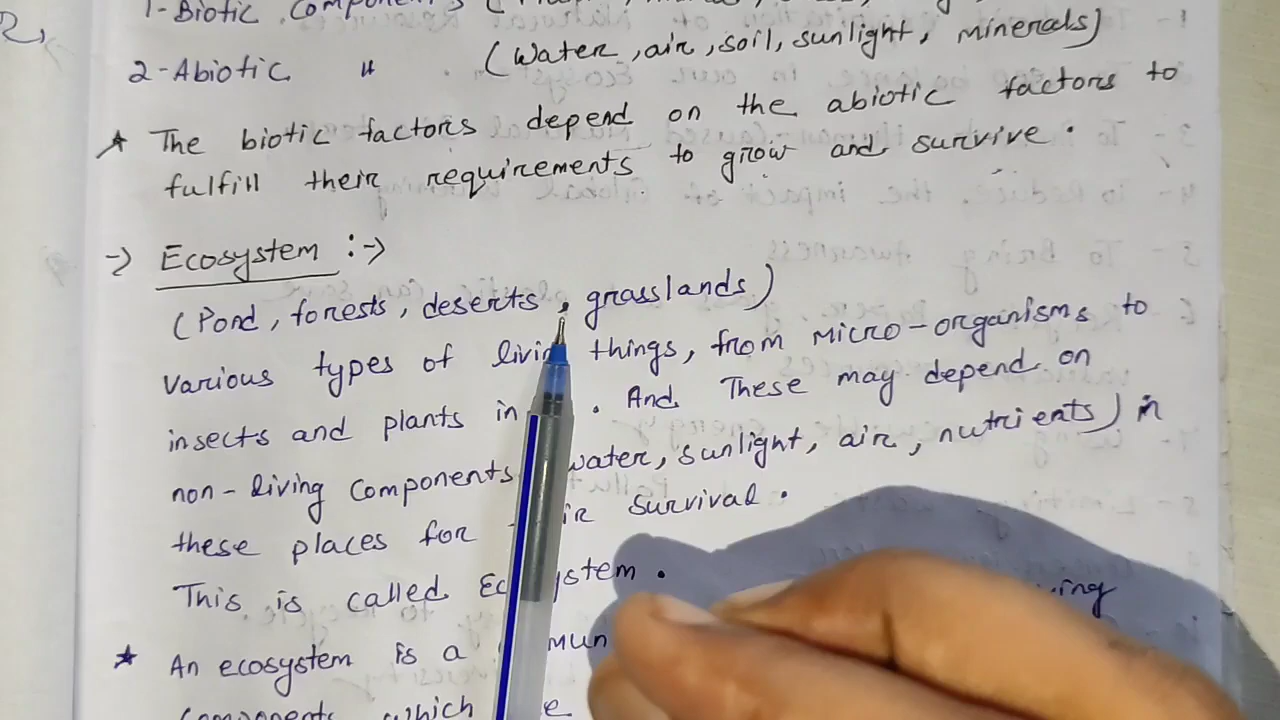 1-Biotic Components (
2-Abiotic " (Water, air, soil, sunlight, minerals)
* The biotic factors depend on the abiotic factors to
fulfill their requirements to grow and survive.
-> Ecosystem :->
(Pond, forests, deserts, grasslands)
various types of living things, from micro-organisms to
insects and plants in . And These may depend on
non-living components water, sunlight, air, nutrients) in
these places for survival.
This is called Ecosystem.
* An ecosystem is a
components which